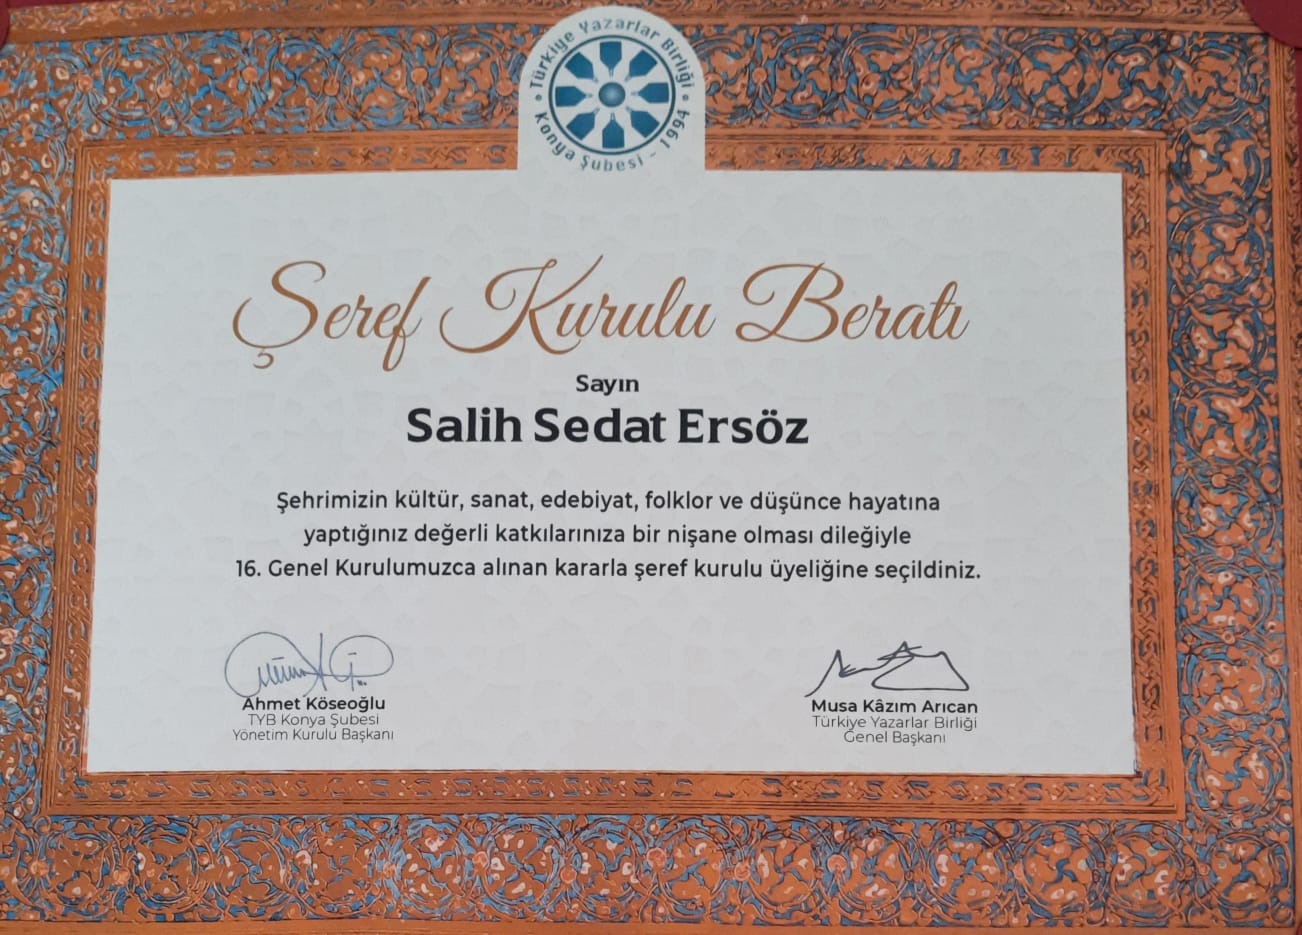 Türkiye Yazarlar Birliği
Konya Şubesi - 1994
Şeref Kurulu Beratı
Sayın
Salih Sedat Ersöz
Şehrimizin kültür, sanat, edebiyat, folklor ve düşünce hayatına
yaptığınız değerli katkılarınıza bir nişane olması dileğiyle
16. Genel Kurulumuzca alınan kararla şeref kurulu üyeliğine seçildiniz.
Ahmet Köseoğlu
TYB Konya Şubesi
Yönetim Kurulu Başkanı
Musa Kâzım Arıcan
Türkiye Yazarlar Birliği
Genel Başkanı